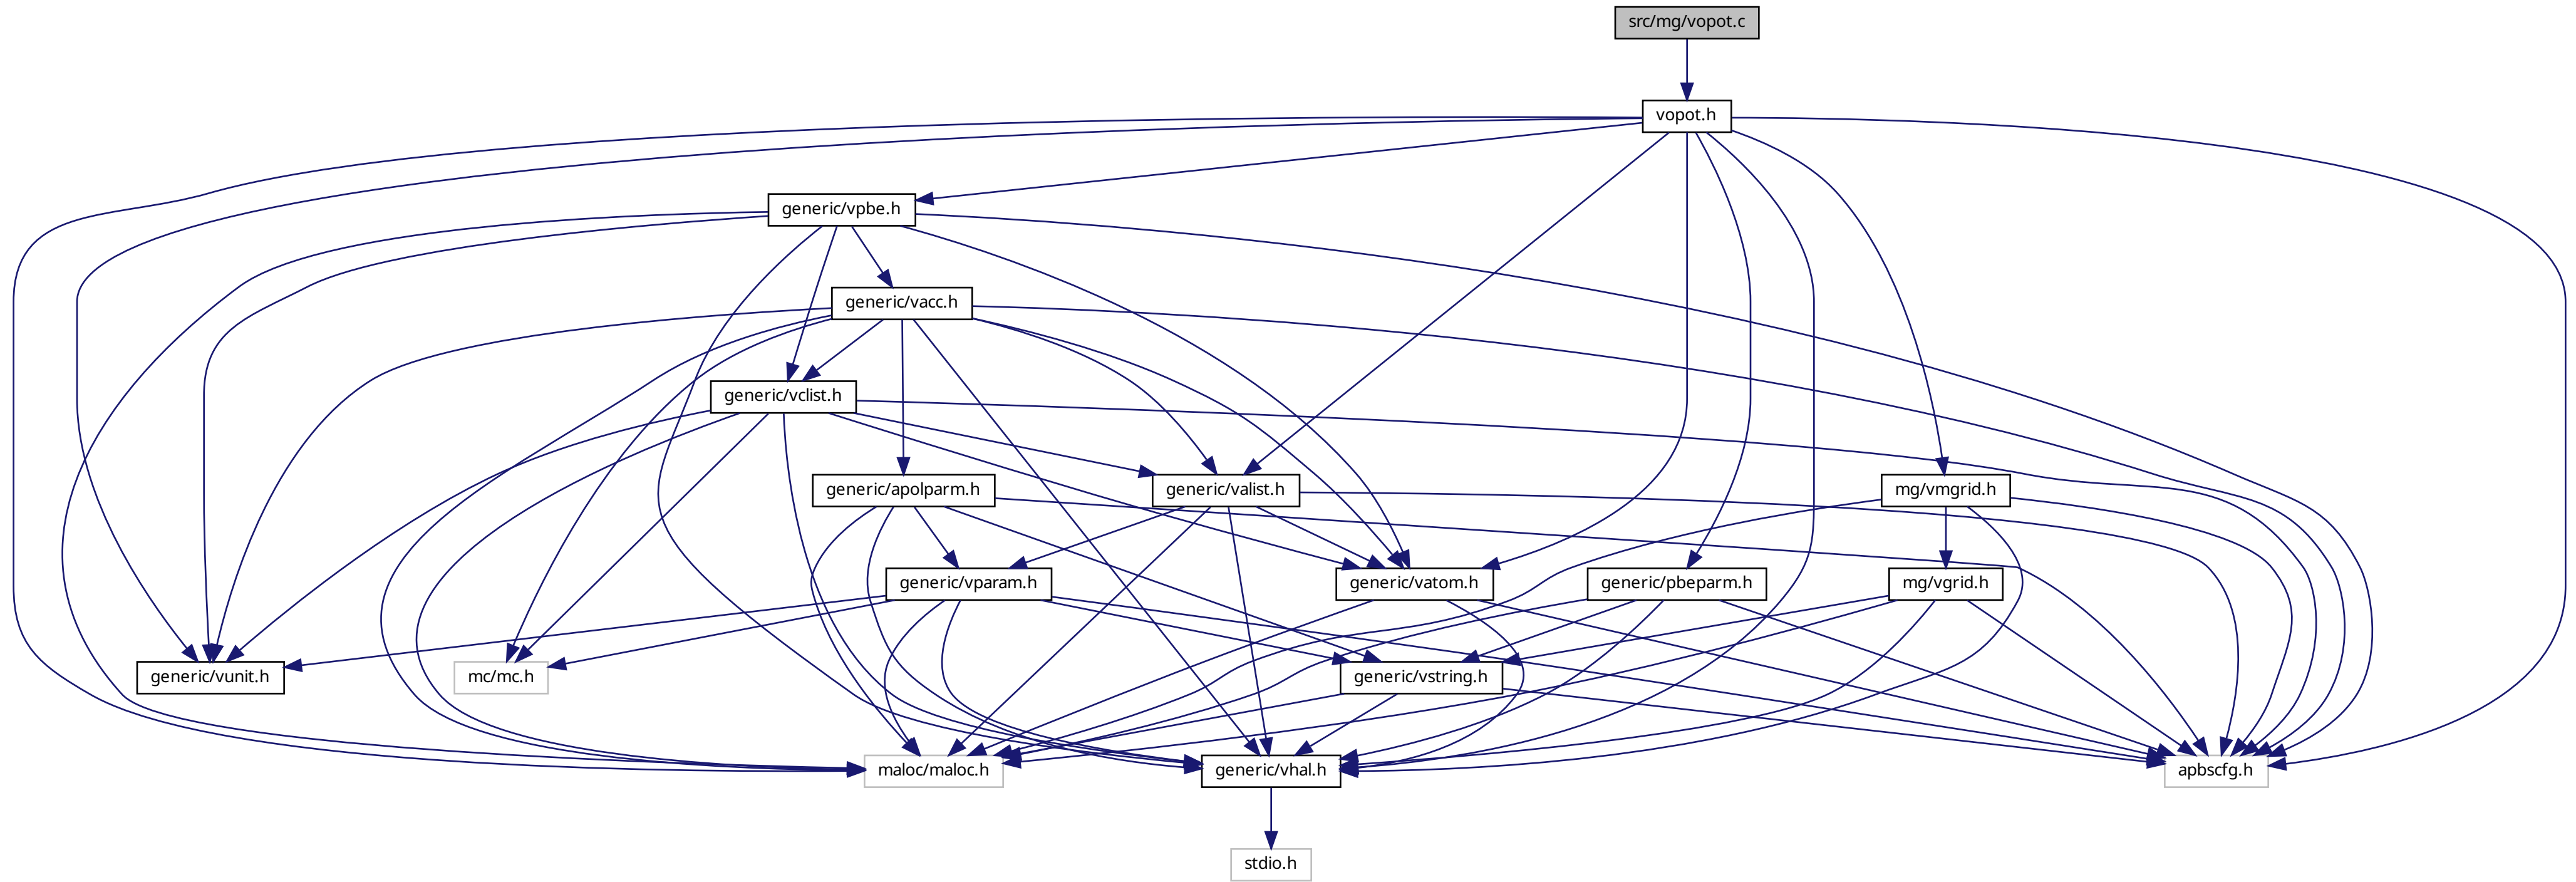 src/mg/vopot.c
vopot.h
generic/vpbe.h
generic/vacc.h
generic/vclist.h
generic/apolparm.h
generic/valist.h
mg/vmgrid.h
generic/vparam.h
generic/vatom.h
generic/pbeparm.h
mg/vgrid.h
generic/vunit.h
mc/mc.h
generic/vstring.h
maloc/maloc.h
generic/vhal.h
apbscfg.h
stdio.h